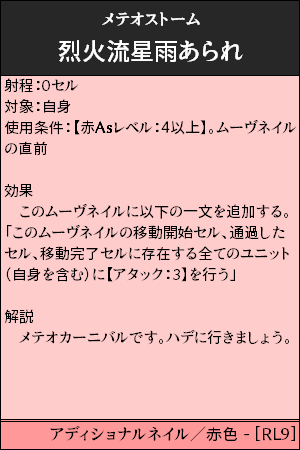 メテオストーム
烈火流星雨あられ
射程:0セル
対象:自身
使用条件:【赤Asレベル:4以上】。ムーヴネイル
の直前
効果
　このムーヴネイルに以下の一文を追加する。
「このムーヴネイルの移動開始セル、通過した
セル、移動完了セルに存在する全てのユニット
(自身を含む)に【アタック:3】を行う」
解説
　メテオカーニバルです。ハデに行きましょう。
アディショナルネイル／赤色 - [RL9]